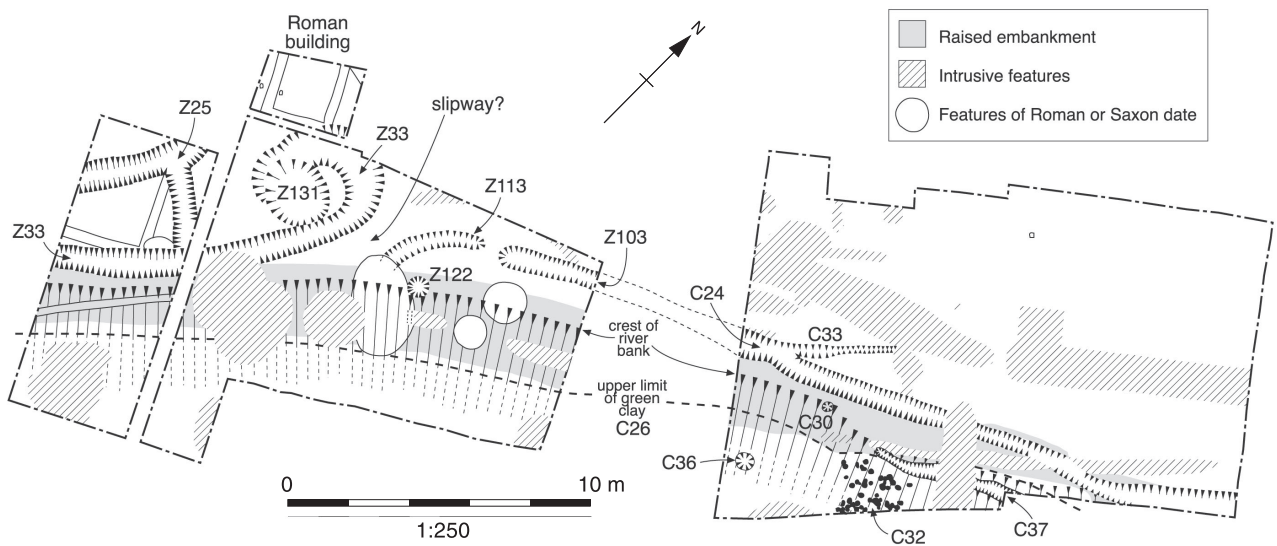 Roman
building
N
Raised embankment
Intrusive features
Features of Roman or Saxon date
Z25
slipway?
Z33
Z131
Z113
Z33
Z103
Z122
C24
C33
crest of
river
bank
upper limit
of green
clay
C26
C30
C36
C32
C37
0
10 m
1:250